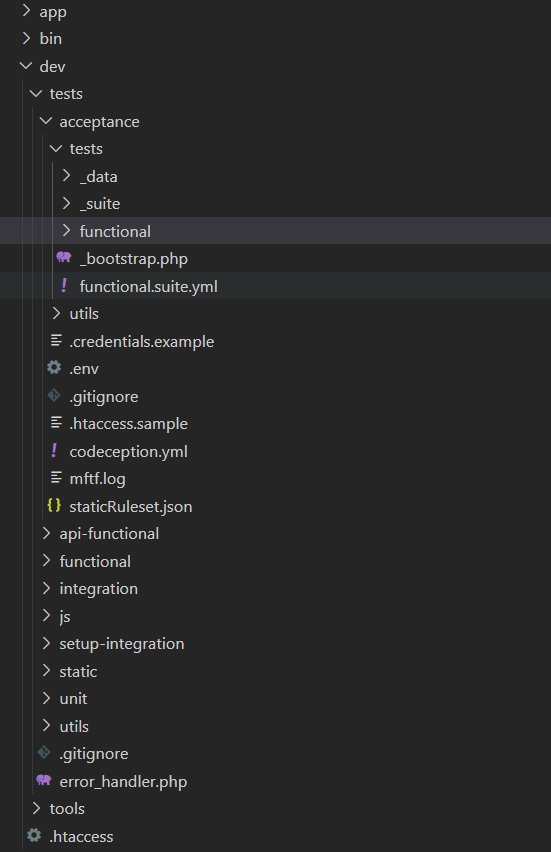 app
bin
dev
tests
acceptance
tests
_data
_suite
functional
_bootstrap.php
functional.suite.yml
utils
.credentials.example
.env
.gitignore
.htaccess.sample
codeception.yml
mftf.log
staticRuleset.json
api-functional
functional
integration
js
setup-integration
static
unit
utils
.gitignore
error_handler.php
tools
.htaccess